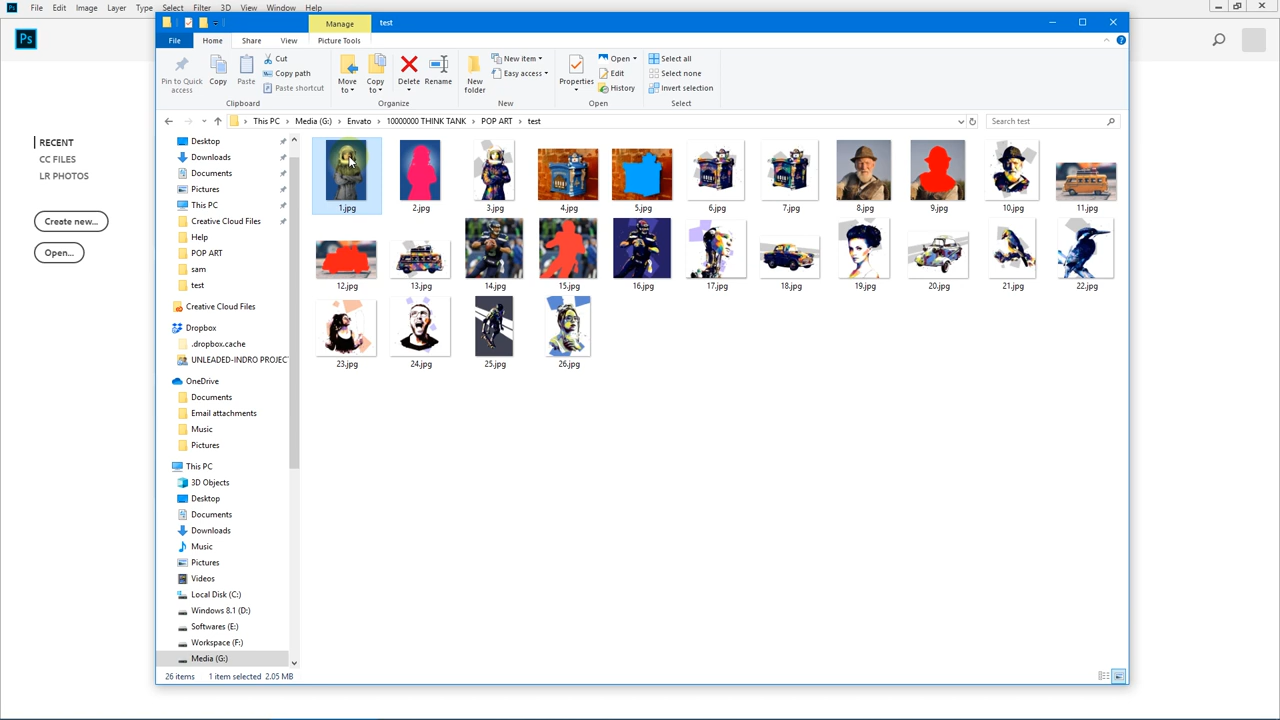 Ps File Edit Image Layer Type Select Filter 3D View Window Help
Manage test
File Home Share View Picture Tools
Ps
Pin to Quick access
Copy
Paste
Cut
Copy path
Paste shortcut
Clipboard
Move to
Copy to
Delete
Rename
Organize
New folder
New item
Easy access
New
Properties
Open
Edit
History
Open
Select all
Select none
Invert selection
Select
This PC Media (G:) Envato 10000000 THINK TANK POP ART test
Search test
RECENT
CC FILES
LR PHOTOS
Create new...
Open...
Desktop
Downloads
Documents
Pictures
This PC
Creative Cloud Files
Help
POP ART
sam
test
Creative Cloud Files
Dropbox
.dropbox.cache
UNLEADED-INDRO PROJECT
OneDrive
Documents
Email attachments
Music
Pictures
This PC
3D Objects
Desktop
Documents
Downloads
Music
Pictures
Videos
Local Disk (C:)
Windows 8.1 (D:)
Softwares (E:)
Workspace (F:)
Media (G:)
1.jpg 2.jpg 3.jpg 4.jpg 5.jpg 6.jpg 7.jpg 8.jpg 9.jpg 10.jpg 11.jpg
12.jpg 13.jpg 14.jpg 15.jpg 16.jpg 17.jpg 18.jpg 19.jpg 20.jpg 21.jpg 22.jpg
23.jpg 24.jpg 25.jpg 26.jpg
26 items 1 item selected 2.05 MB